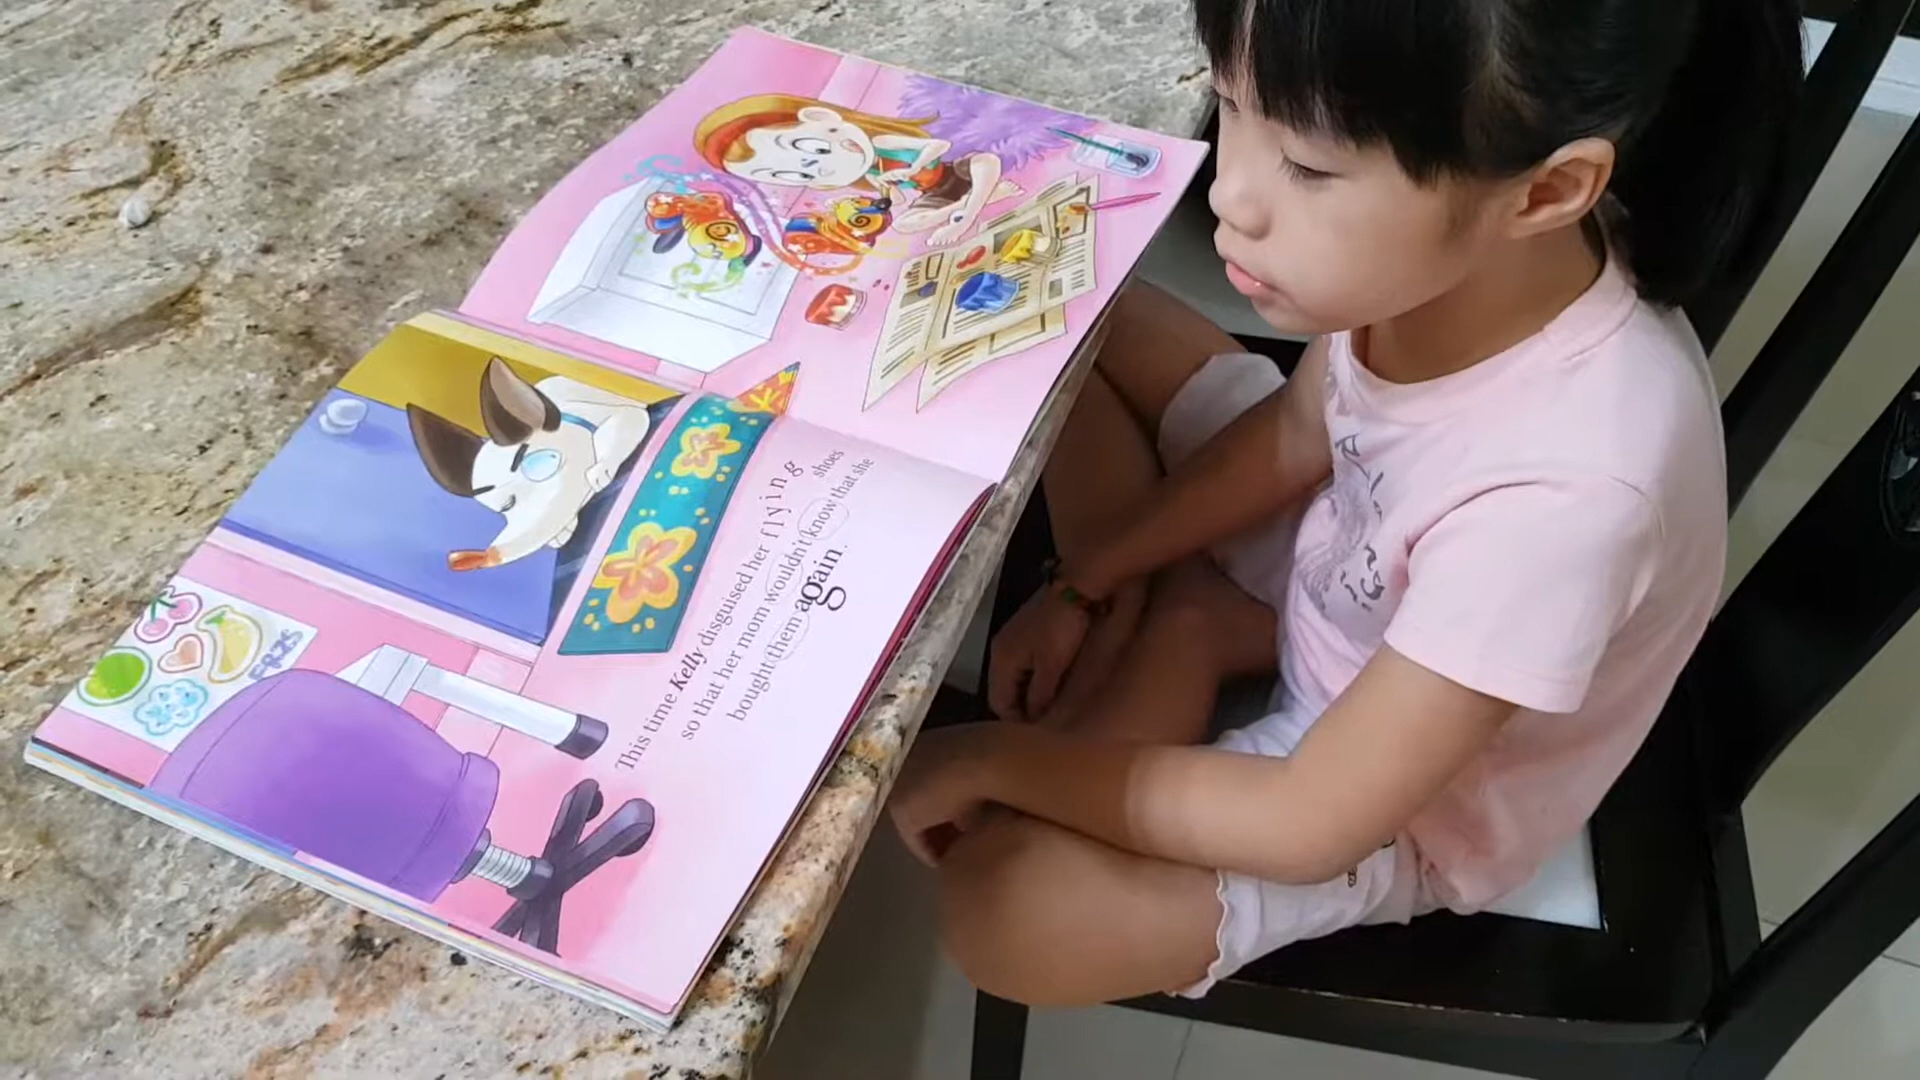 This time Kelly disguised her flying shoes
so that her mom wouldn't know that she
bought them again.